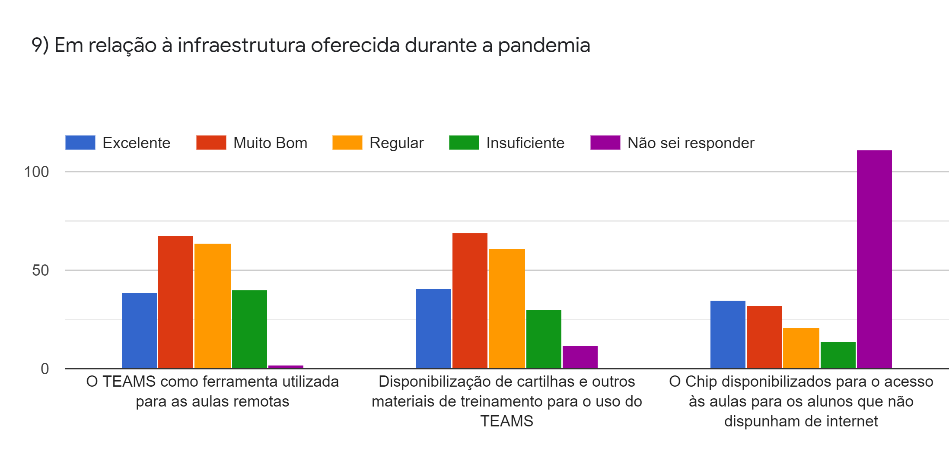 9) Em relação à infraestrutura oferecida durante a pandemia
Excelente
Muito Bom
Regular
Insuficiente
Não sei responder
100
50
0
O TEAMS como ferramenta utilizada
para as aulas remotas
Disponibilização de cartilhas e outros
materiais de treinamento para o uso do
TEAMS
O Chip disponibilizados para o acesso
às aulas para os alunos que não
dispunham de internet